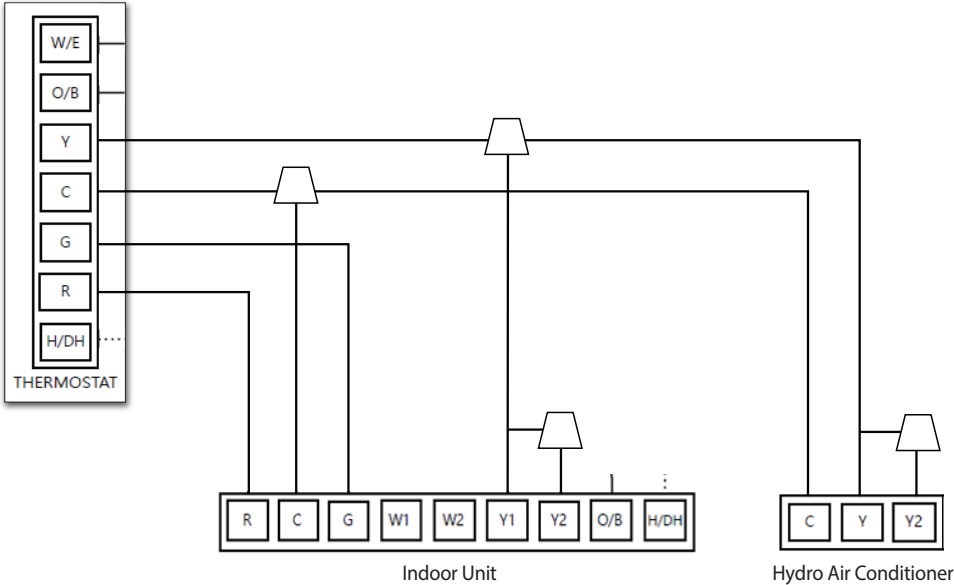 W/E
O/B
Y
C
G
R
H/DH
THERMOSTAT
R C G W1 W2 Y1 Y2 O/B H/DH
Indoor Unit
C Y Y2
Hydro Air Conditioner